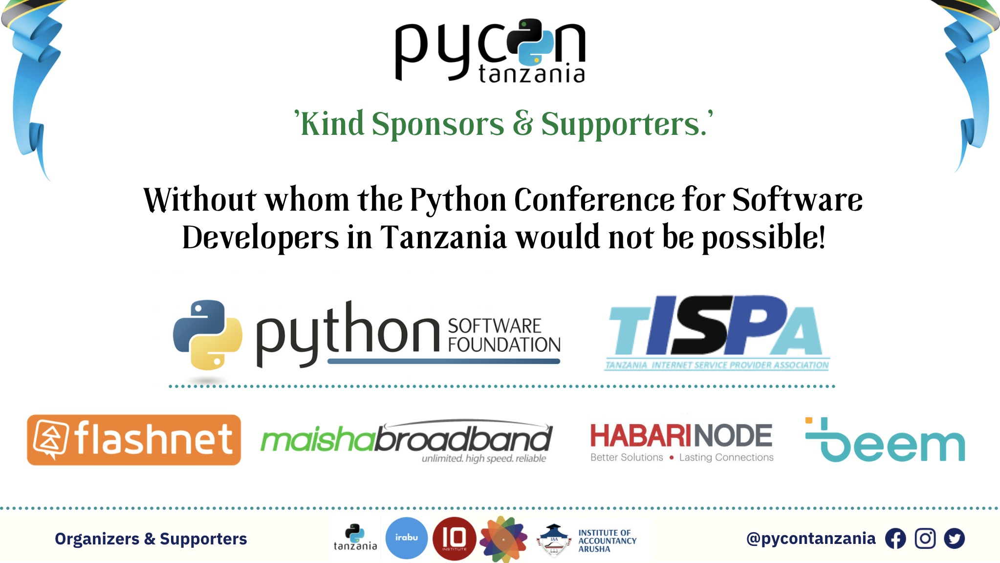 pycon
tanzania
'Kind Sponsors & Supporters.'
Without whom the Python Conference for Software
Developers in Tanzania would not be possible!
python SOFTWARE
FOUNDATION
TISPA
TANZANIA INTERNET SERVICE PROVIDER ASSOCIATION
flashnet
maishabroadband
unlimited. high speed. reliable
HABARINODE
Better Solutions • Lasting Connections
beem
Organizers & Supporters
tanzania
irabu
IO
INSTITUTE
IAA
INSTITUTE OF
ACCOUNTANCY
ARUSHA
@pycontanzania